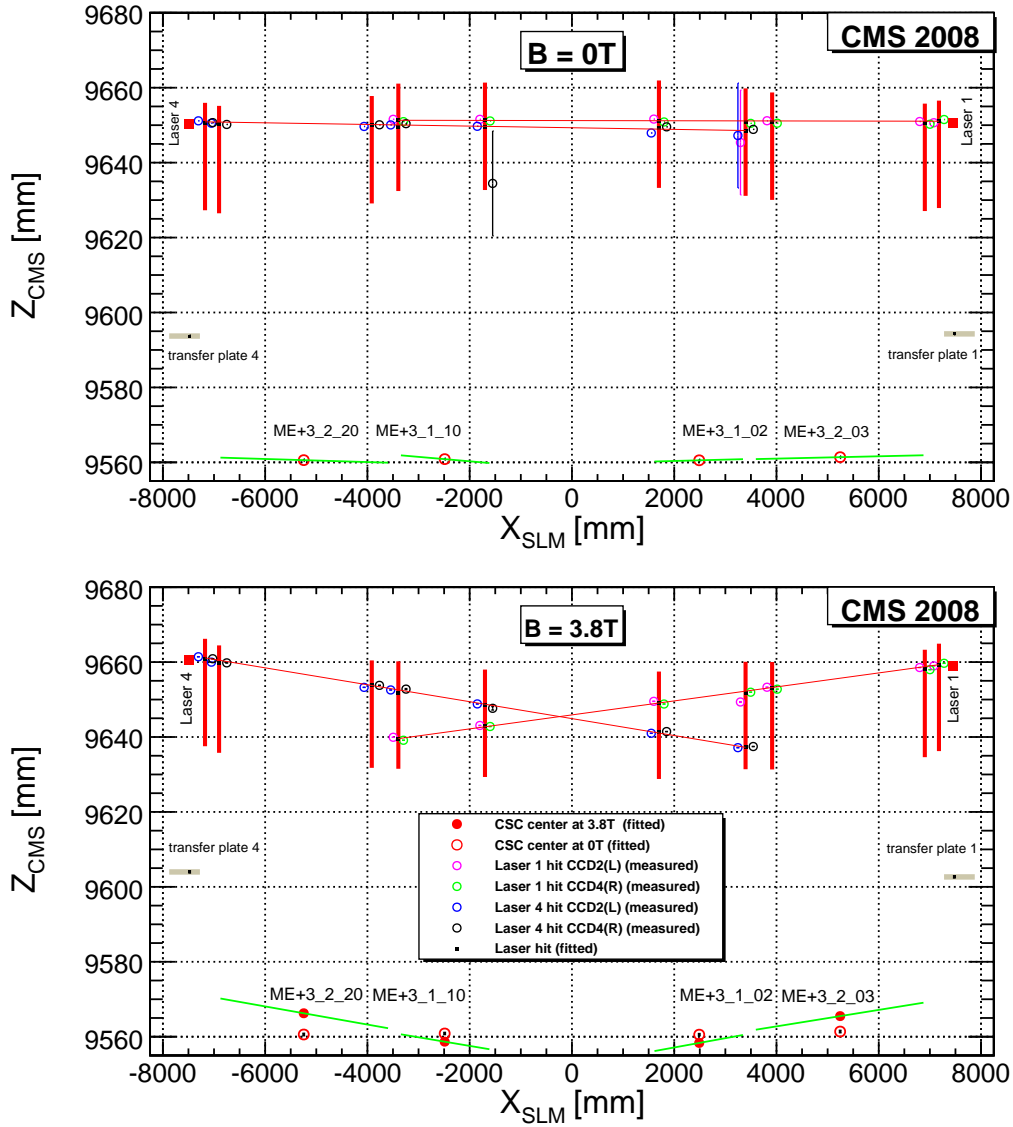 9680
B = 0T
CMS 2008
9660
Laser 4
Laser 1
9640
9620
Z_CMS [mm]
9600
transfer plate 4
transfer plate 1
9580
ME+3_2_20
ME+3_1_10
ME+3_1_02
ME+3_2_03
9560
-8000 -6000 -4000 -2000 0 2000 4000 6000 8000
X_SLM [mm]
9680
B = 3.8T
CMS 2008
9660
Laser 4
Laser 1
9640
9620
Z_CMS [mm]
CSC center at 3.8T (fitted)
CSC center at 0T (fitted)
Laser 1 hit CCD2(L) (measured)
Laser 1 hit CCD4(R) (measured)
Laser 4 hit CCD2(L) (measured)
Laser 4 hit CCD4(R) (measured)
Laser hit (fitted)
transfer plate 4
transfer plate 1
9600
9580
ME+3_2_20
ME+3_1_10
ME+3_1_02
ME+3_2_03
9560
-8000 -6000 -4000 -2000 0 2000 4000 6000 8000
X_SLM [mm]